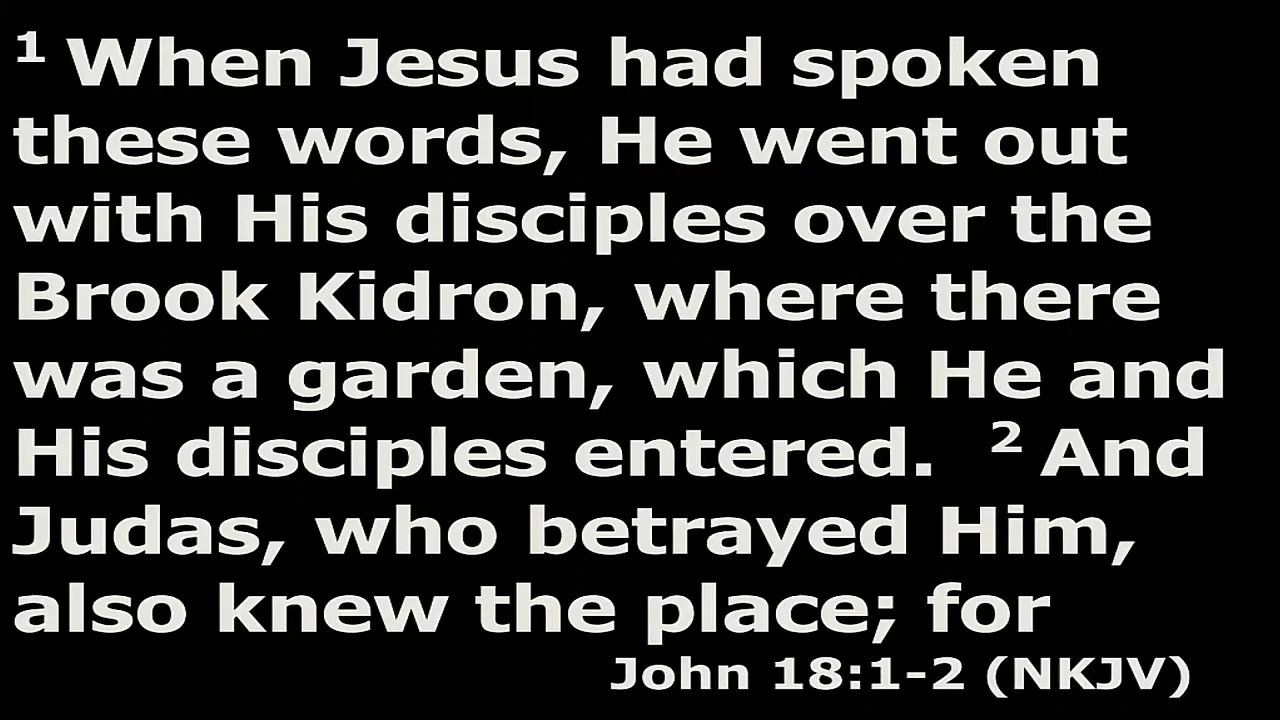 ¹ When Jesus had spoken
these words, He went out
with His disciples over the
Brook Kidron, where there
was a garden, which He and
His disciples entered. ² And
Judas, who betrayed Him,
also knew the place; for
John 18:1-2 (NKJV)